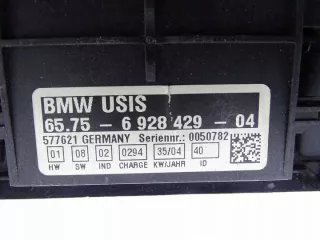 BMW USIS
65.75 - 6 928 429 - 04
577621 GERMANY Seriennr.: 0050782
01 08 02 0294 35/04 40
HW SW IND CHARGE KW/JAHR ID